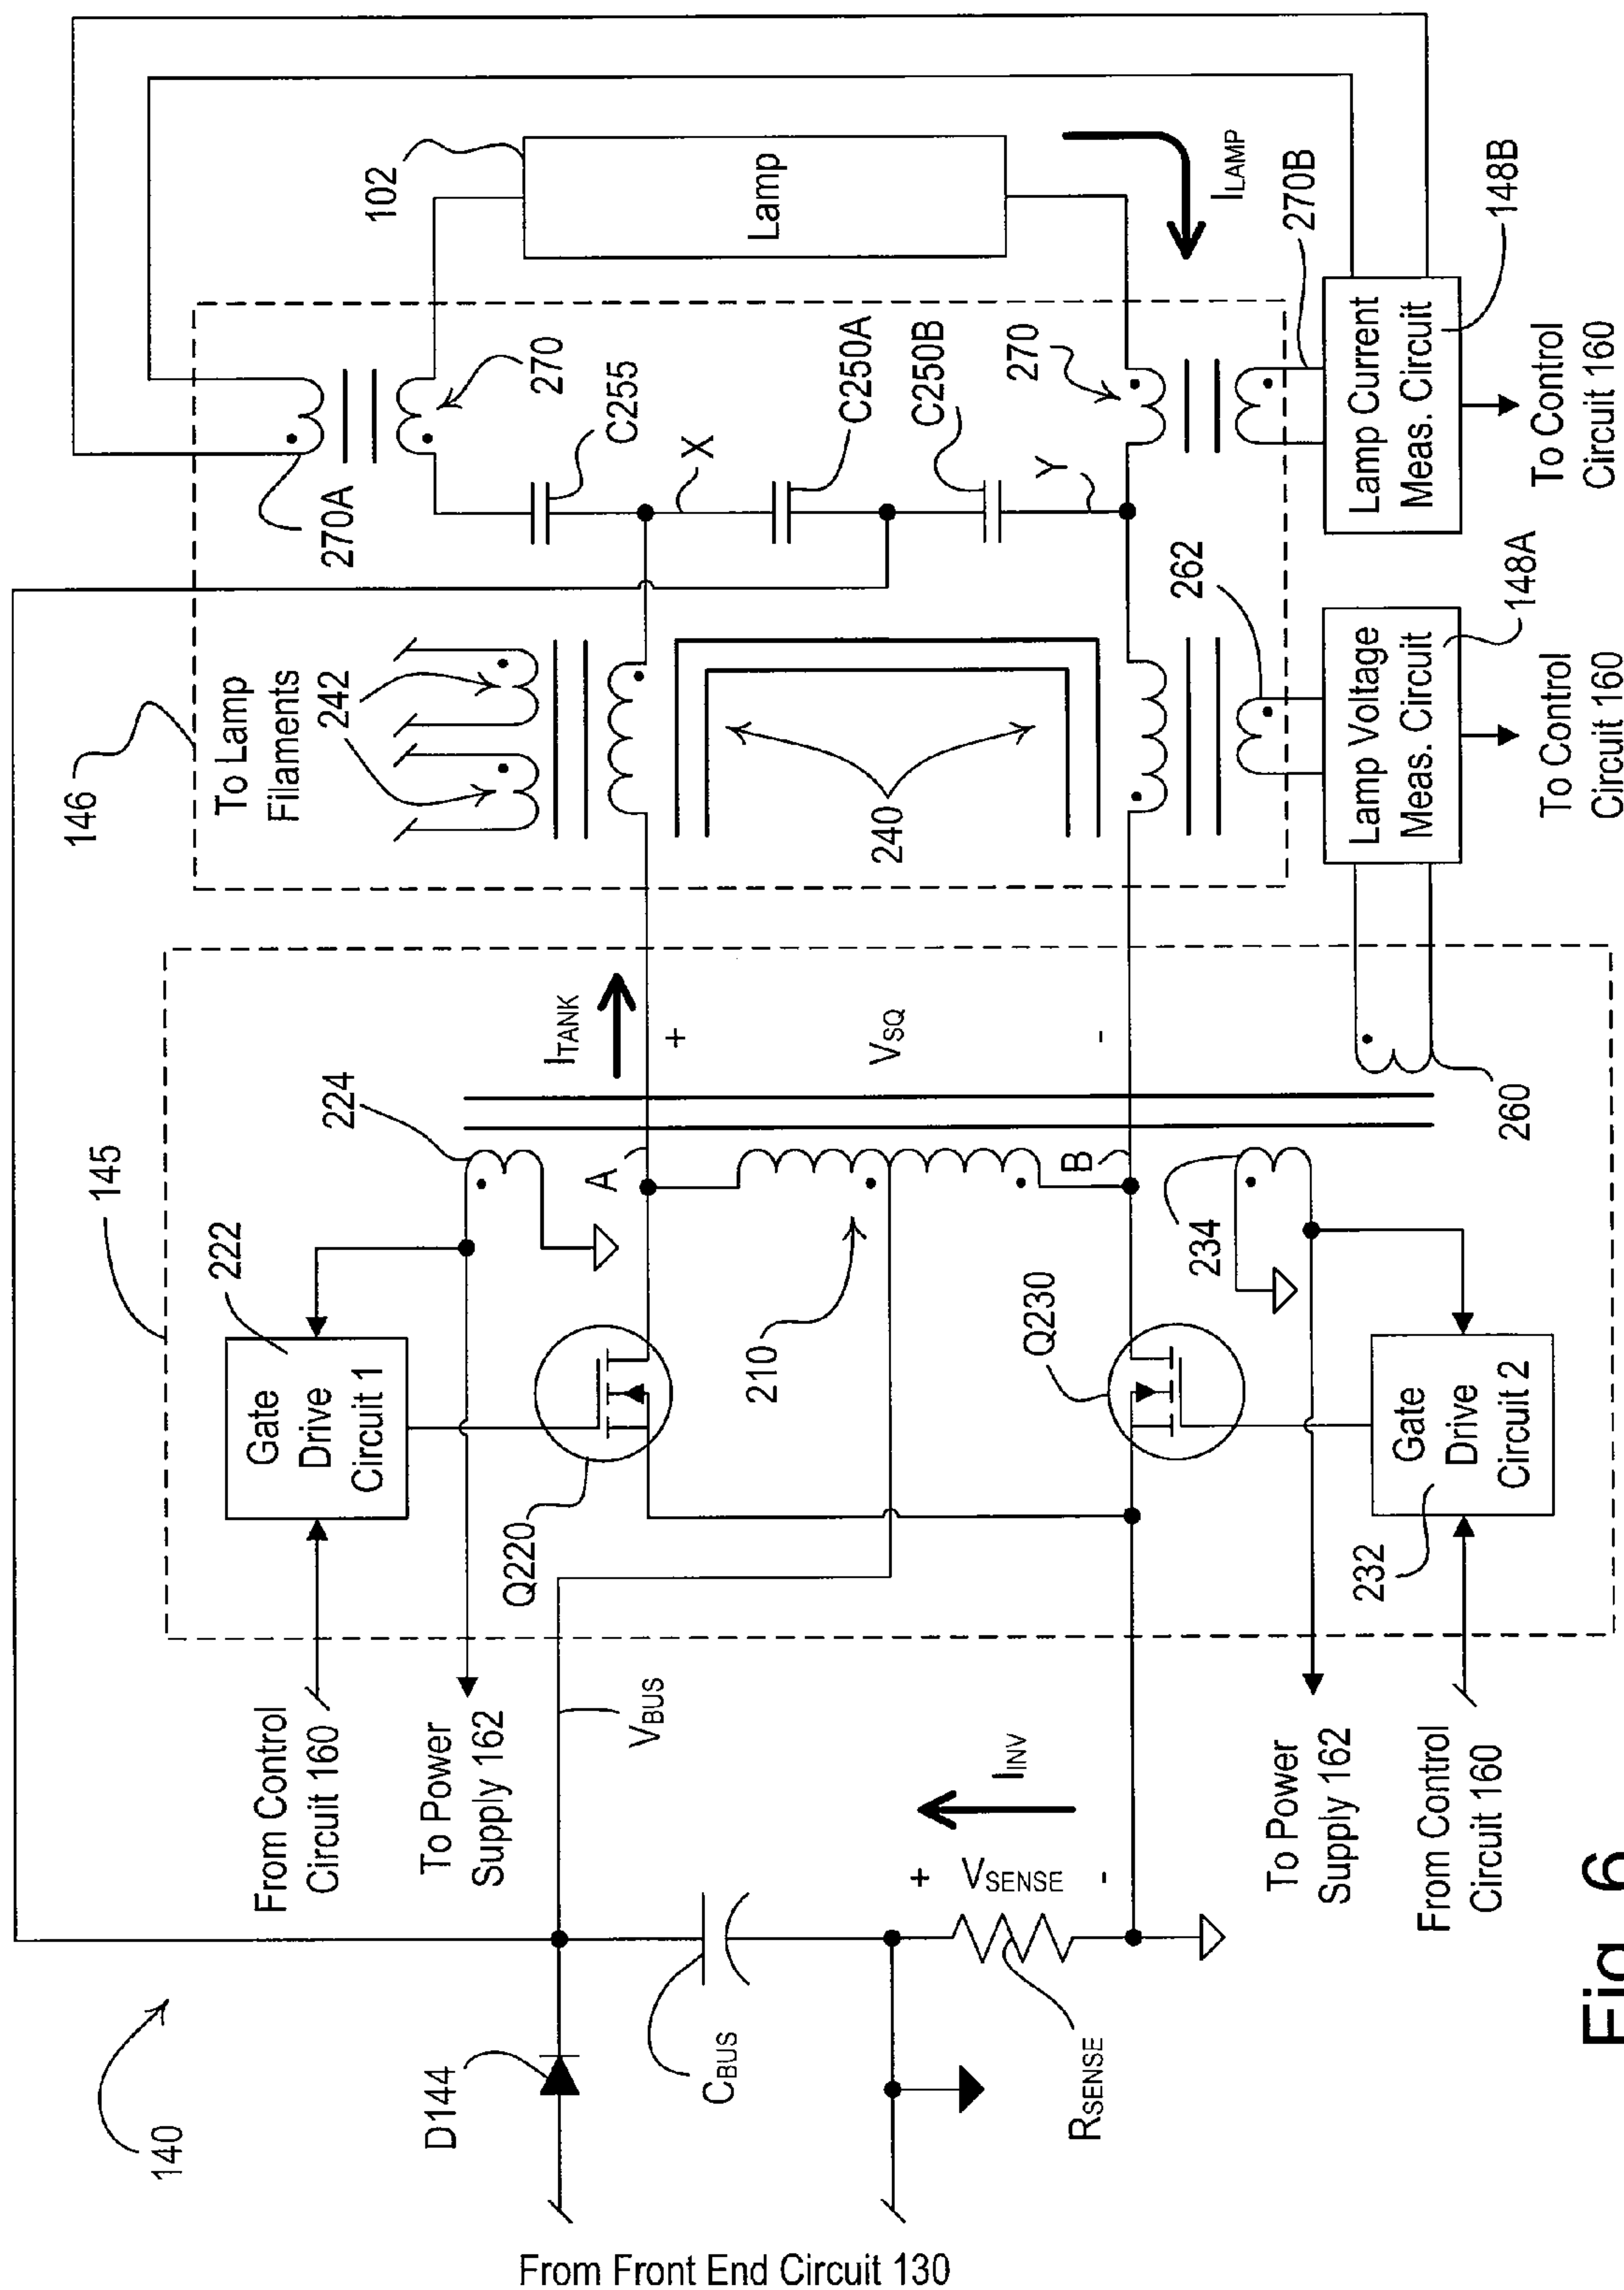 140
From Front End Circuit 130
D144
CBUS
RSENSE
+
VSENSE
-
IINV
VBUS
From Control
Circuit 160
To Power
Supply 162
To Power
Supply 162
From Control
Circuit 160
145
222
Gate
Drive
Circuit 1
Q220
224
A
210
B
Q230
234
232
Gate
Drive
Circuit 2
ITANK
+
VSQ
-
260
146
To Lamp
Filaments
242
240
262
Lamp Voltage
Meas. Circuit
148A
To Control
Circuit 160
270A
270
C255
X
C250A
C250B
Y
270
102
Lamp
ILAMP
270B
Lamp Current
Meas. Circuit
148B
To Control
Circuit 160
Fig. 6